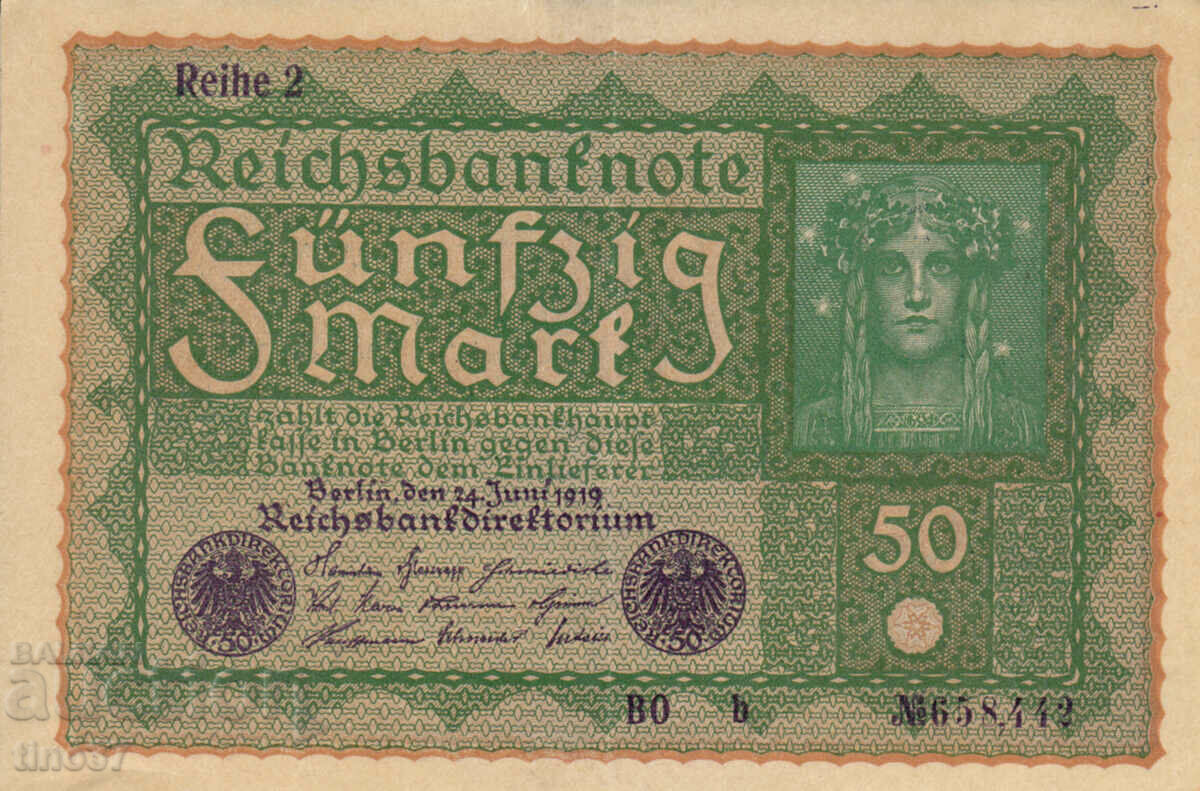 Reihe 2
Reichsbanknote
Fünfzig
Mark
zahlt die Reichsbankhaupt
kasse in Berlin gegen diese
Banknote dem Einlieferer
Berlin, den 24. Juni 1919
Reichsbankdirektorium
REICHSBANKDIREKTORIUM
50
REICHSBANKDIREKTORIUM
50
50
BO b №658,442
tino37